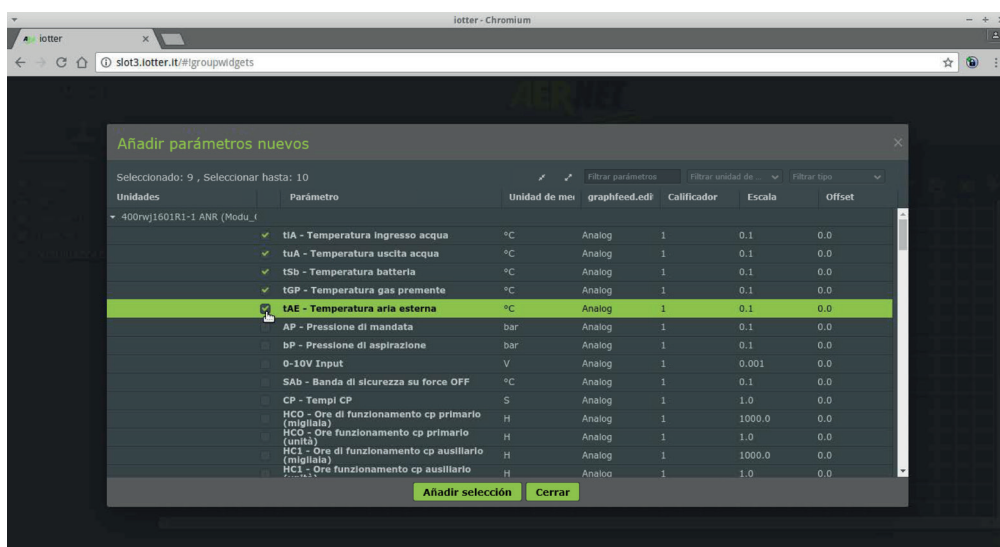 iotter - Chromium
iotter
slot3.iotter.it/#!groupwidgets
AERNET
Añadir parámetros nuevos
Seleccionado: 9 , Seleccionar hasta: 10 Filtrar parámetros Filtrar unidad de ... Filtrar tipo
Unidades Parámetro Unidad de me graphfeed.edi Calificador Escala Offset
400rwj1601R1-1 ANR (Modu_
tiA - Temperatura ingresso acqua °C Analog 1 0.1 0.0
tuA - Temperatura uscita acqua °C Analog 1 0.1 0.0
tSb - Temperatura batteria °C Analog 1 0.1 0.0
tGP - Temperatura gas premente °C Analog 1 0.1 0.0
tAE - Temperatura aria esterna °C Analog 1 0.1 0.0
AP - Pressione di mandata bar Analog 1 0.1 0.0
bP - Pressione di aspirazione bar Analog 1 0.1 0.0
0-10V Input V Analog 1 0.001 0.0
SAb - Banda di sicurezza su force OFF °C Analog 1 0.1 0.0
CP - Tempi CP S Analog 1 1.0 0.0
HCO - Ore di funzionamento cp primario
(migliaia) H Analog 1 1000.0 0.0
HCO - Ore funzionamento cp primario
(unità) H Analog 1 1.0 0.0
HC1 - Ore di funzionamento cp ausiliario
(migliaia) H Analog 1 1000.0 0.0
HC1 - Ore funzionamento cp ausiliario
H Analog 1 1.0 0.0
Añadir selección Cerrar